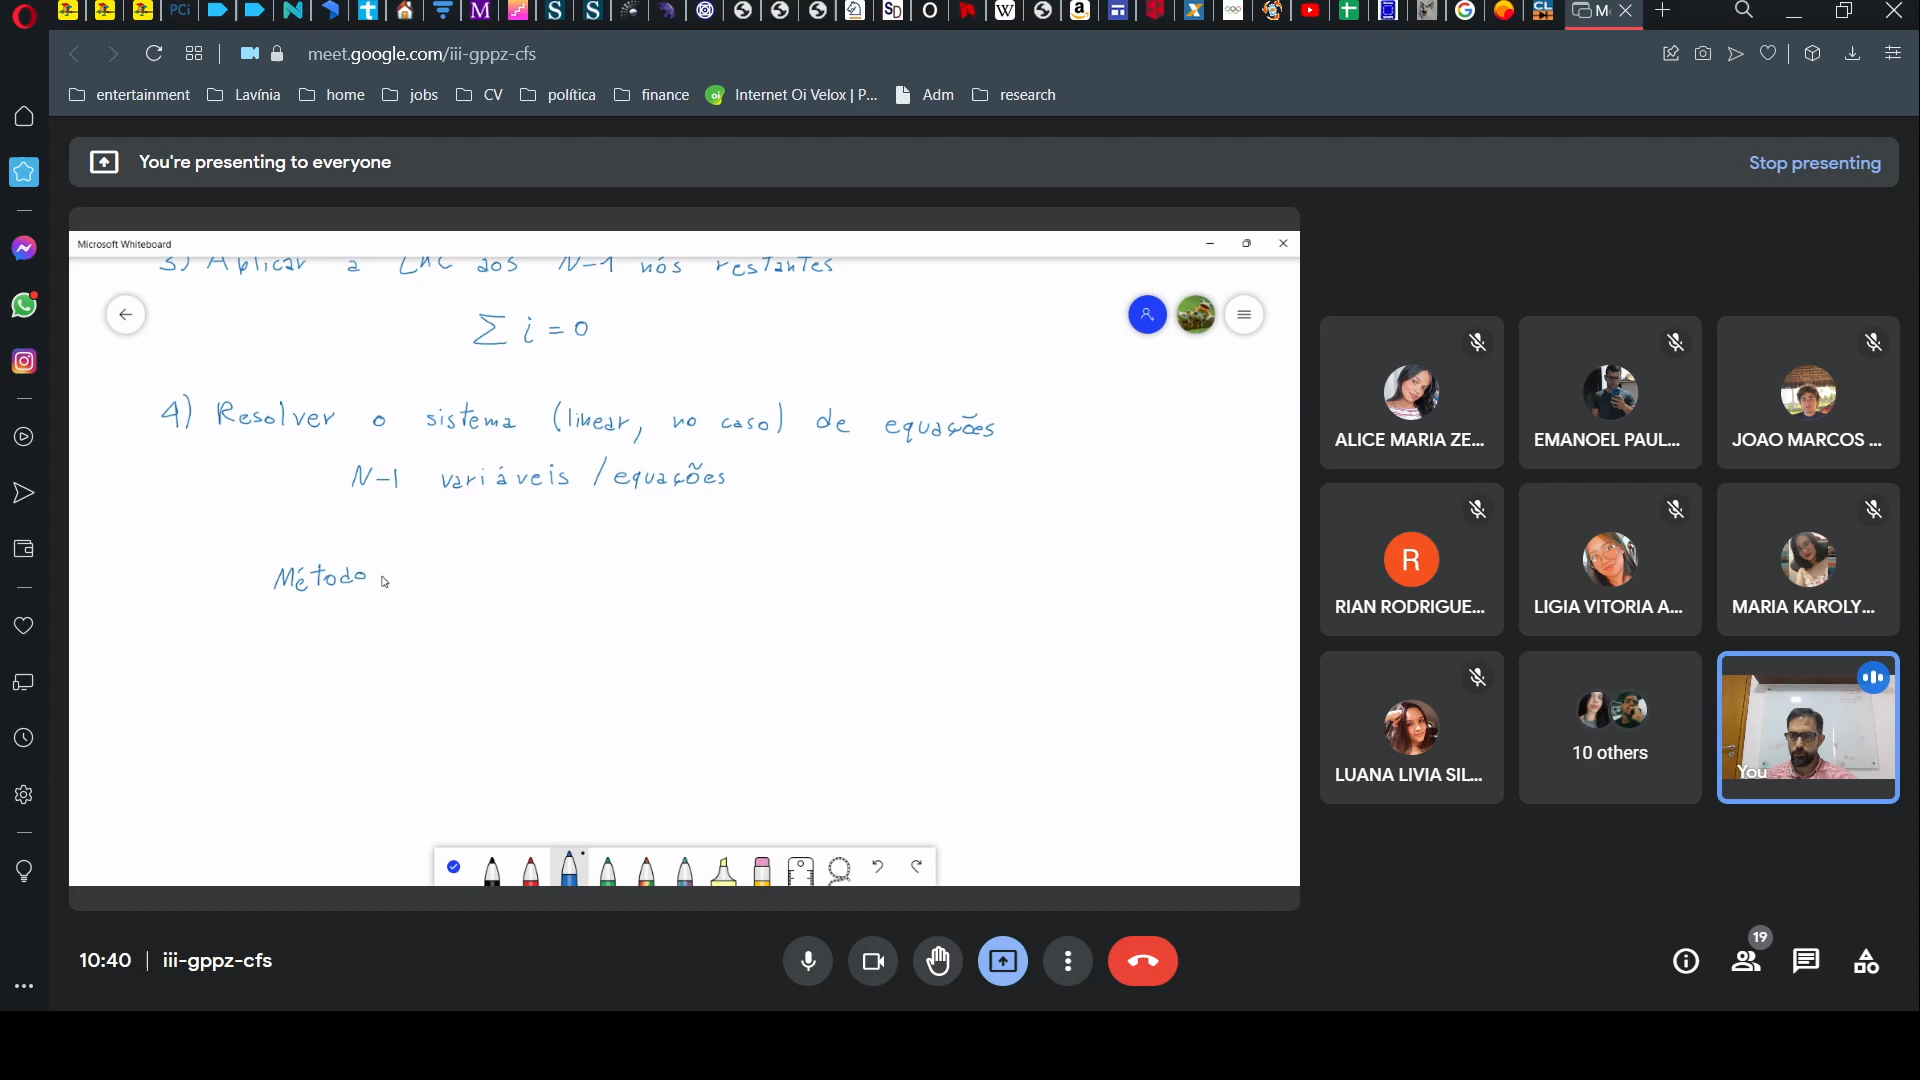 M
meet.google.com/iii-gppz-cfs
entertainment Lavínia home jobs CV política finance Internet Oi Velox | P... Adm research
You're presenting to everyone
Stop presenting
Microsoft Whiteboard
3) Aplicar a LKC aos N-1 nós restantes
∑ i = 0
4) Resolver o sistema (linear, no caso) de equações
N-1 variáveis / equações
Método
ALICE MARIA ZE...
EMANOEL PAUL...
JOAO MARCOS ...
R
RIAN RODRIGUE...
LIGIA VITORIA A...
MARIA KAROLY...
LUANA LIVIA SIL...
10 others
You
10:40 | iii-gppz-cfs
19